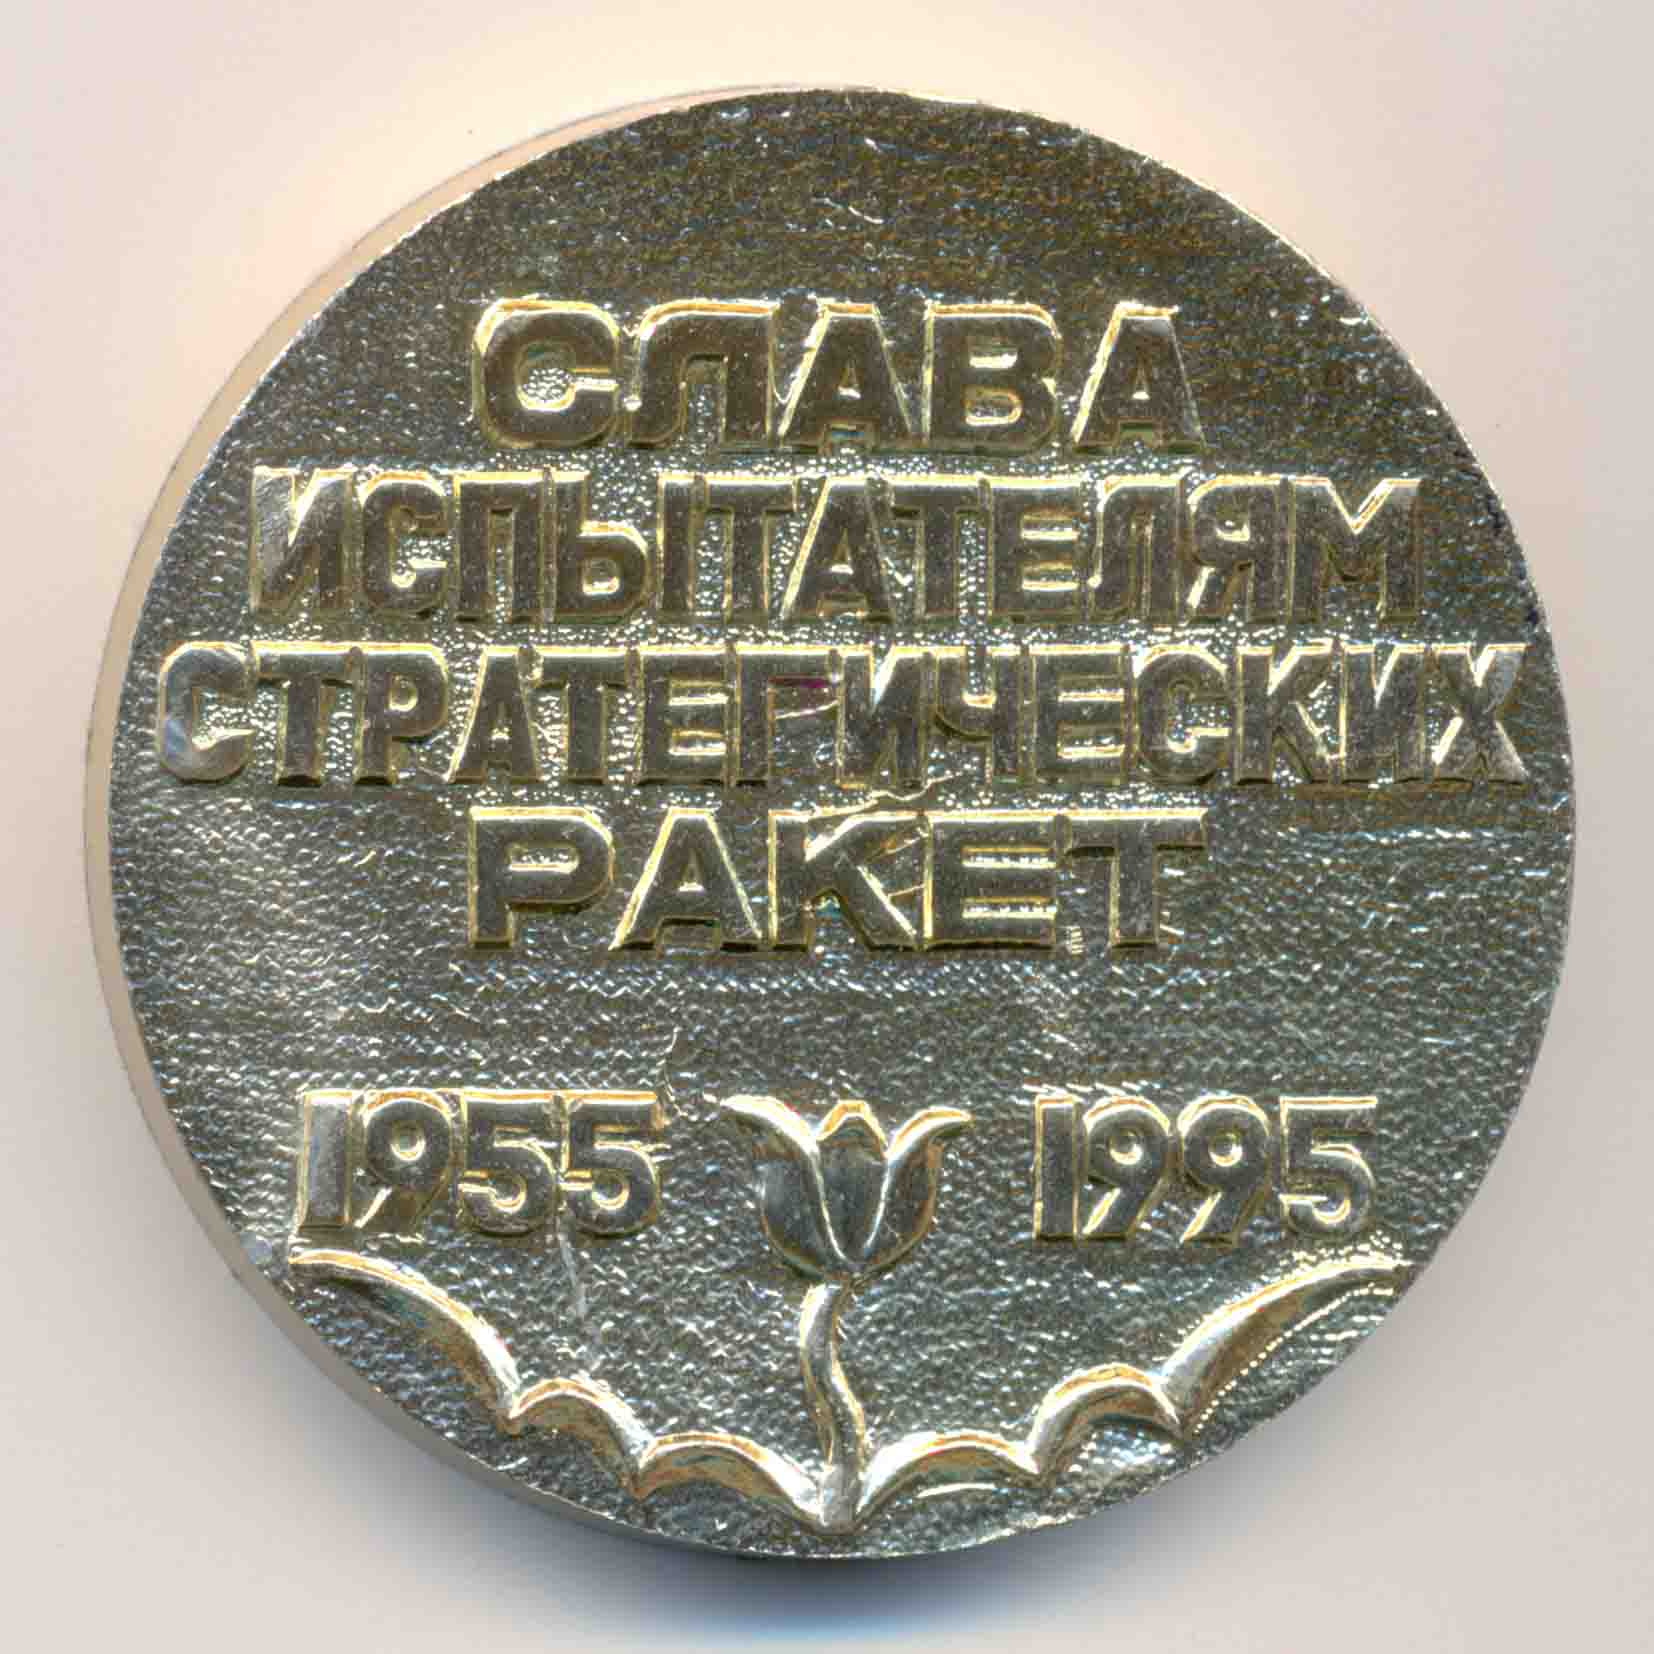 СЛАВА
ИСПЫТАТЕЛЯМ
СТРАТЕГИЧЕСКИХ
РАКЕТ
1955 1995